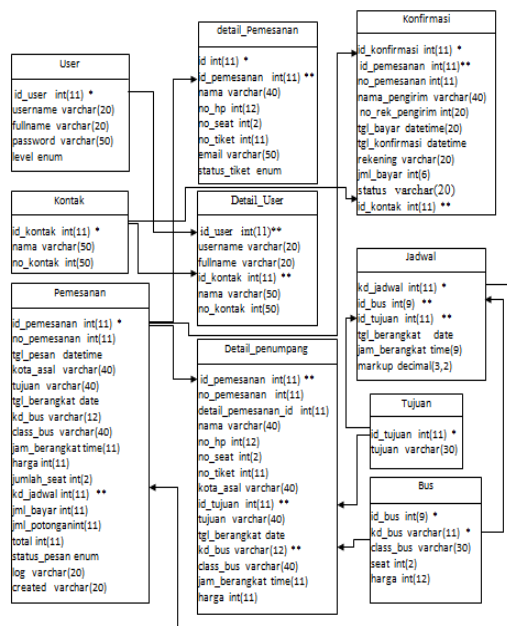 User
id_user int(11) *
username varchar(20)
fullname varchar(20)
password varchar(50)
level enum
detail_Pemesanan
id int(11) *
id_pemesanan int(11) **
nama varchar(40)
no_hp int(12)
no_seat int(2)
no_tiket int(11)
email varchar(50)
status_tiket enum
Konfirmasi
id_konfirmasi int(11) *
id_pemesanan int(11)**
no_pemesanan int(11)
nama_pengirim varchar(40)
no_rek_pengirim int(20)
tgl_bayar datetime(20)
tgl_konfirmasi datetime
rekening varchar(20)
jml_bayar int(6)
status varchar(20)
id_kontak int(11) **
Kontak
id_kontak int(11) *
nama varchar(50)
no_kontak int(50)
Detail_User
id_user int(11)**
username varchar(20)
fullname varchar(20)
id_kontak int(11) **
nama varchar(50)
no_kontak int(50)
Jadwal
kd_jadwal int(11) *
id_bus int(9) **
id_tujuan int(11) **
tgl_berangkat date
jam_berangkat time(9)
markup decimal(3,2)
Pemesanan
id_pemesanan int(11) *
no_pemesanan int(11)
tgl_pesan datetime
kota_asal varchar(40)
tujuan varchar(40)
tgl_berangkat date
kd_bus varchar(12)
class_bus varchar(40)
jam_berangkat time(11)
harga int(11)
jumlah_seat int(2)
kd_jadwal int(11) **
jml_bayar int(11)
jml_potonganint(11)
total int(11)
status_pesan enum
log varchar(20)
created varchar(20)
Detail_penumpang
id_pemesanan int(11) **
no_pemesanan int(11)
detail_pemesanan_id int(11)
nama varchar(40)
no_hp int(12)
no_seat int(2)
no_tiket int(11)
kota_asal varchar(40)
id_tujuan int(11) **
tujuan varchar(40)
tgl_berangkat date
kd_bus varchar(12) **
class_bus varchar(40)
jam_berangkat time(11)
harga int(11)
Tujuan
id_tujuan int(11) *
tujuan varchar(30)
Bus
id_bus int(9) *
kd_bus varchar(11) *
class_bus varchar(30)
seat int(2)
harga int(12)